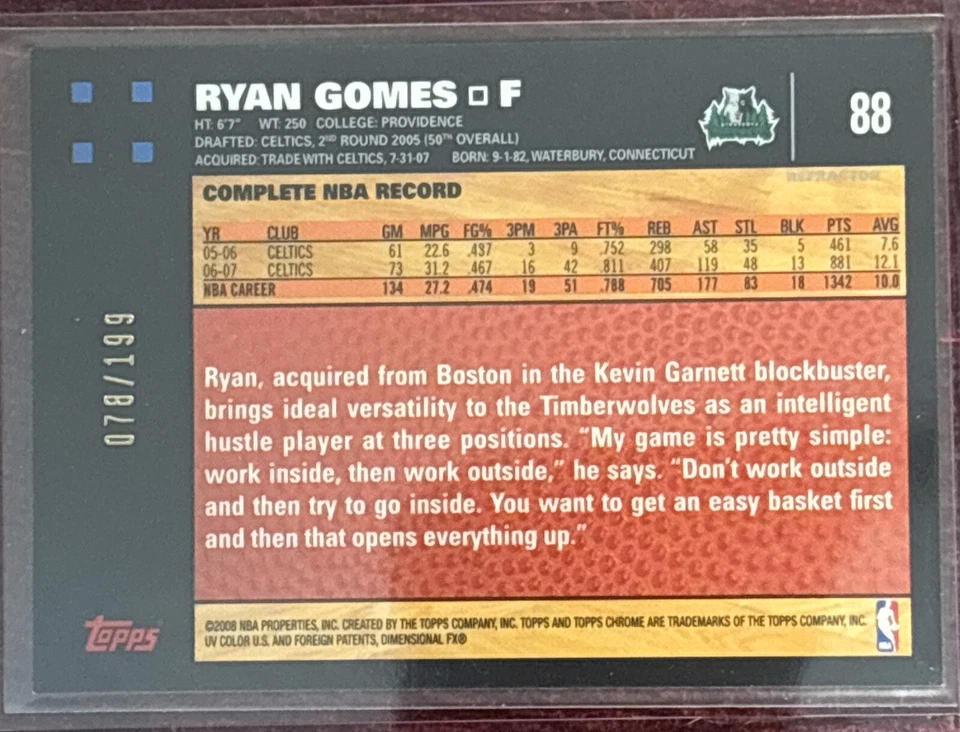 RYAN GOMES F
88
HT: 6'7" WT: 250 COLLEGE: PROVIDENCE
DRAFTED: CELTICS, 2ND ROUND 2005 (50TH OVERALL)
ACQUIRED: TRADE WITH CELTICS, 7-31-07 BORN: 9-1-82, WATERBURY, CONNECTICUT
REFRACTOR
COMPLETE NBA RECORD
YR CLUB GM MPG FG% 3PM 3PA FT% REB AST STL BLK PTS AVG
05-06 CELTICS 61 22.6 .487 3 9 .752 298 58 35 5 461 7.6
06-07 CELTICS 73 31.2 .467 16 42 .811 407 119 48 13 881 12.1
NBA CAREER 134 27.2 .474 19 51 .788 705 177 83 18 1342 10.0
078/199
Ryan, acquired from Boston in the Kevin Garnett blockbuster,
brings ideal versatility to the Timberwolves as an intelligent
hustle player at three positions. "My game is pretty simple:
work inside, then work outside," he says. "Don't work outside
and then try to go inside. You want to get an easy basket first
and then that opens everything up."
topps
©2008 NBA PROPERTIES, INC. CREATED BY THE TOPPS COMPANY, INC. TOPPS AND TOPPS CHROME ARE TRADEMARKS OF THE TOPPS COMPANY, INC.
UV COLOR U.S. AND FOREIGN PATENTS, DIMENSIONAL FX®